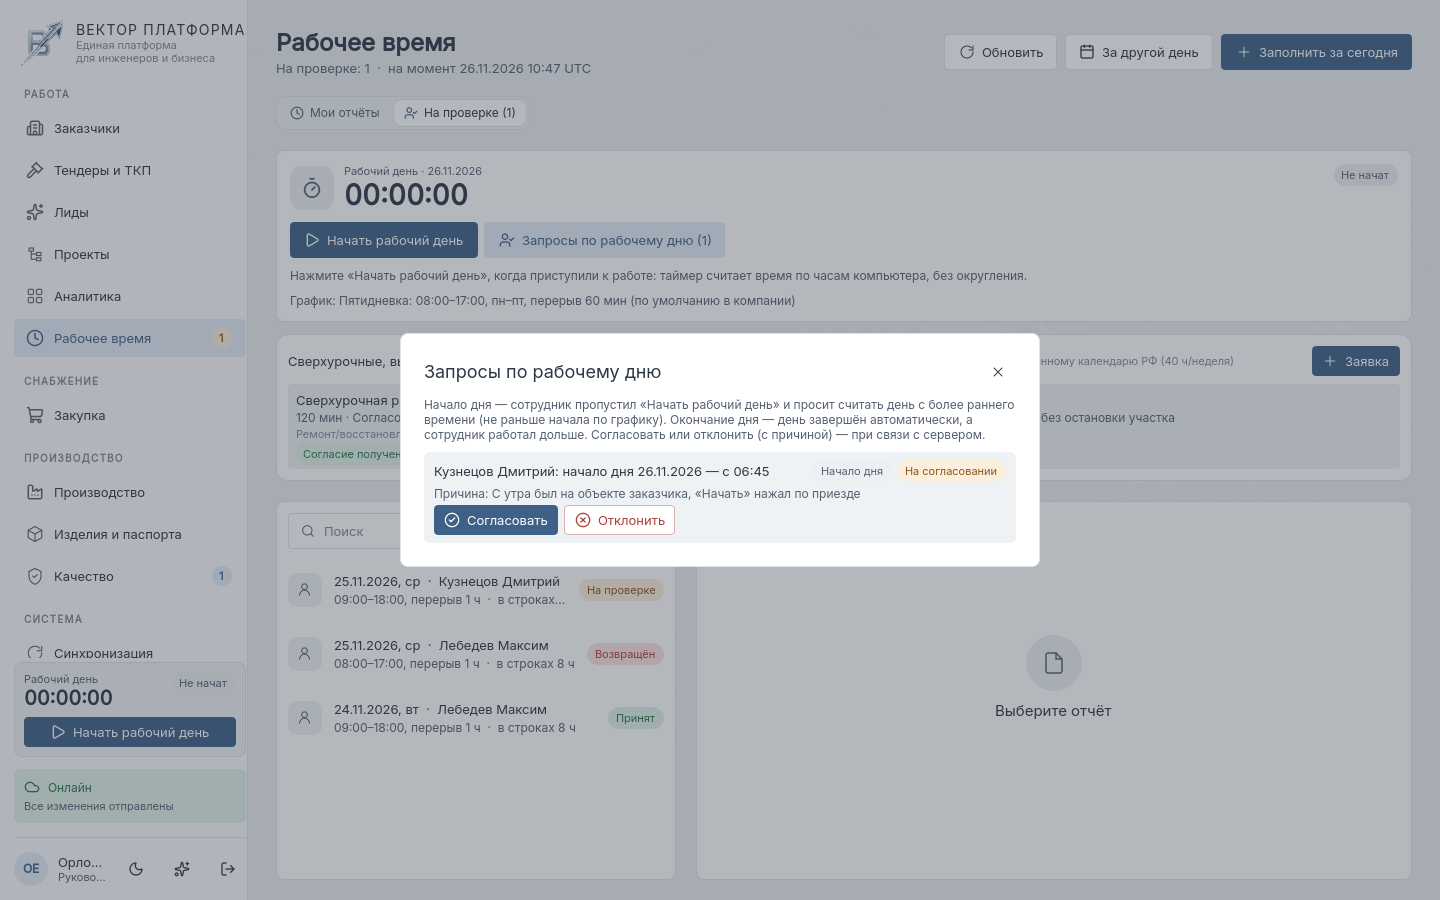 ВЕКТОР ПЛАТФОРМА
Единая платформа
для инженеров и бизнеса
РАБОТА
Заказчики
Тендеры и ТКП
Лиды
Проекты
Аналитика
Рабочее время 1
СНАБЖЕНИЕ
Закупка
ПРОИЗВОДСТВО
Производство
Изделия и паспорта
Качество 1
СИСТЕМА
Синхронизация
Рабочий день
Не начат
00:00:00
Начать рабочий день
Онлайн
Все изменения отправлены
ОЕ
Орло...
Руково...
Рабочее время
На проверке: 1 · на момент 26.11.2026 10:47 UTC
Обновить
За другой день
Заполнить за сегодня
Мои отчёты
На проверке (1)
Рабочий день · 26.11.2026
00:00:00
Не начат
Начать рабочий день
Запросы по рабочему дню (1)
Нажмите «Начать рабочий день», когда приступили к работе: таймер считает время по часам компьютера, без округления.
График: Пятидневка: 08:00–17:00, пн–пт, перерыв 60 мин (по умолчанию в компании)
Сверхурочные,
нному календарю РФ (40 ч/неделя)
Заявка
Сверхурочная
120 мин · Согласо
без остановки участка
Ремонт/восстановл
Согласие получен
Запросы по рабочему дню
Начало дня — сотрудник пропустил «Начать рабочий день» и просит считать день с более раннего
времени (не раньше начала по графику). Окончание дня — день завершён автоматически, а
сотрудник работал дольше. Согласовать или отклонить (с причиной) — при связи с сервером.
Кузнецов Дмитрий: начало дня 26.11.2026 — с 06:45
Начало дня
На согласовании
Причина: С утра был на объекте заказчика, «Начать» нажал по приезде
Согласовать
Отклонить
Поиск
25.11.2026, ср · Кузнецов Дмитрий
09:00–18:00, перерыв 1 ч · в строках...
На проверке
25.11.2026, ср · Лебедев Максим
08:00–17:00, перерыв 1 ч · в строках 8 ч
Возвращён
24.11.2026, вт · Лебедев Максим
09:00–18:00, перерыв 1 ч · в строках 8 ч
Принят
Выберите отчёт